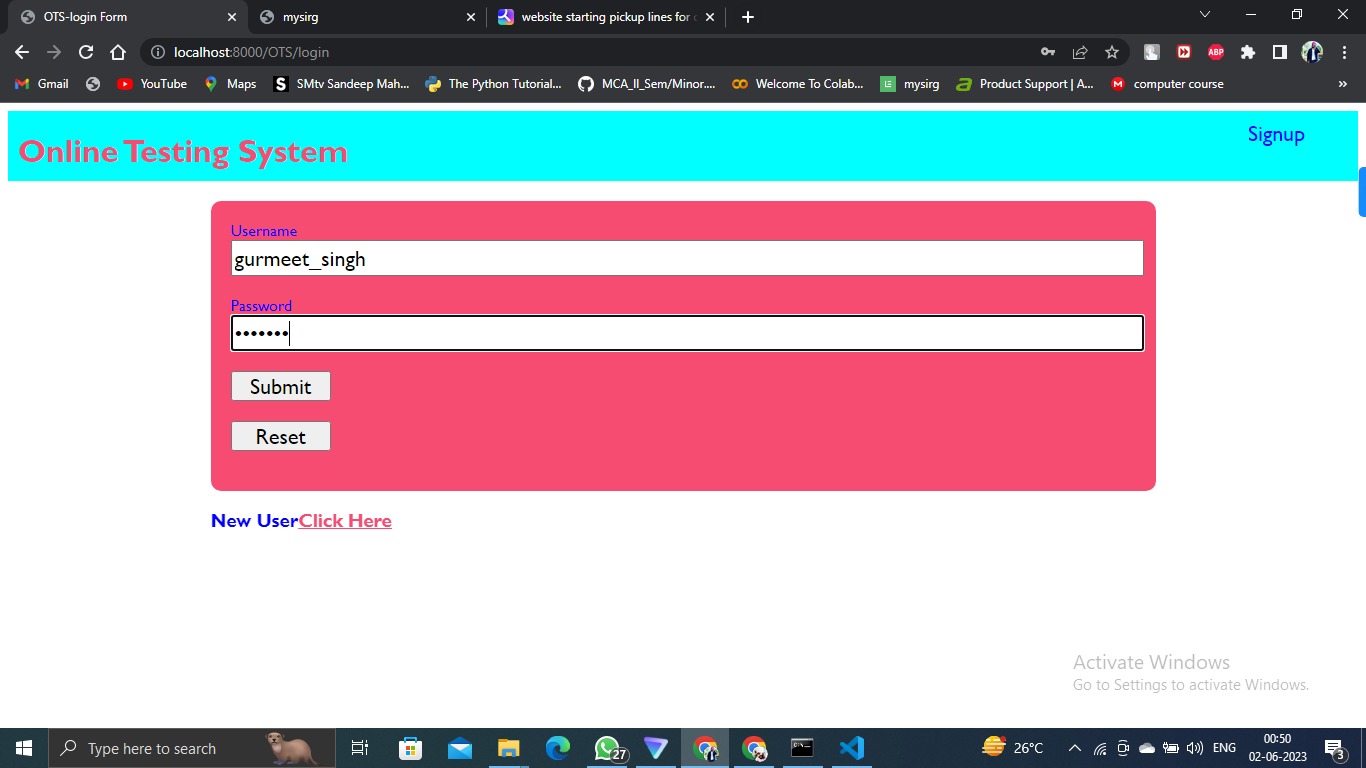 OTS-login Form
mysirg
website starting pickup lines for
localhost:8000/OTS/login
ABP
Gmail
YouTube
Maps
S
SMtv Sandeep Mah...
The Python Tutorial...
MCA_II_Sem/Minor....
Welcome To Colab...
LE
mysirg
Product Support | A...
M
computer course
»
Online Testing System
Signup
Username
gurmeet_singh
Password
•••••••
Submit
Reset
New UserClick Here
Activate Windows
Go to Settings to activate Windows.
Type here to search
27
26°C
ENG
00:50
02-06-2023
3